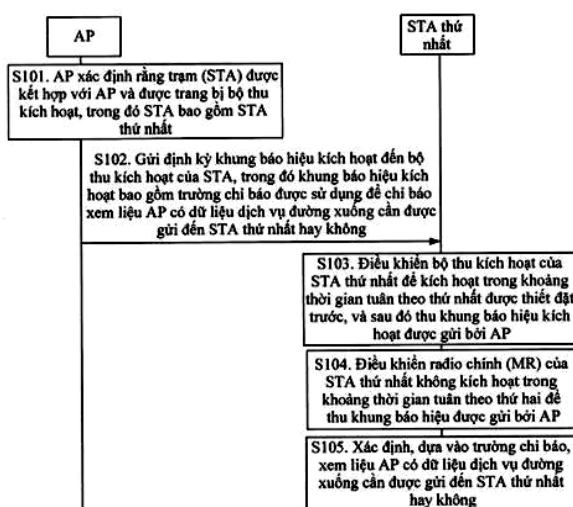 AP
STA thứ
nhất
S101. AP xác định rằng trạm (STA) được
kết hợp với AP và được trang bị bộ thu
kích hoạt, trong đó STA bao gồm STA
thứ nhất
S102. Gửi định kỳ khung báo hiệu kích hoạt đến bộ
thu kích hoạt của STA, trong đó khung báo hiệu kích
hoạt bao gồm trường chỉ báo được sử dụng để chỉ báo
xem liệu AP có dữ liệu dịch vụ đường xuống cần được
gửi đến STA thứ nhất hay không
S103. Điều khiển bộ thu kích hoạt của
STA thứ nhất để kích hoạt trong khoảng
thời gian tuân theo thứ nhất được thiết đặt
trước, và sau đó thu khung báo hiệu kích
hoạt được gửi bởi AP
S104. Điều khiển radio chính (MR) của
STA thứ nhất không kích hoạt trong
khoảng thời gian tuân theo thứ hai để
thu khung báo hiệu được gửi bởi AP
S105. Xác định, dựa vào trường chỉ báo,
xem liệu AP có dữ liệu dịch vụ đường
xuống cần được gửi đến STA thứ nhất
hay không